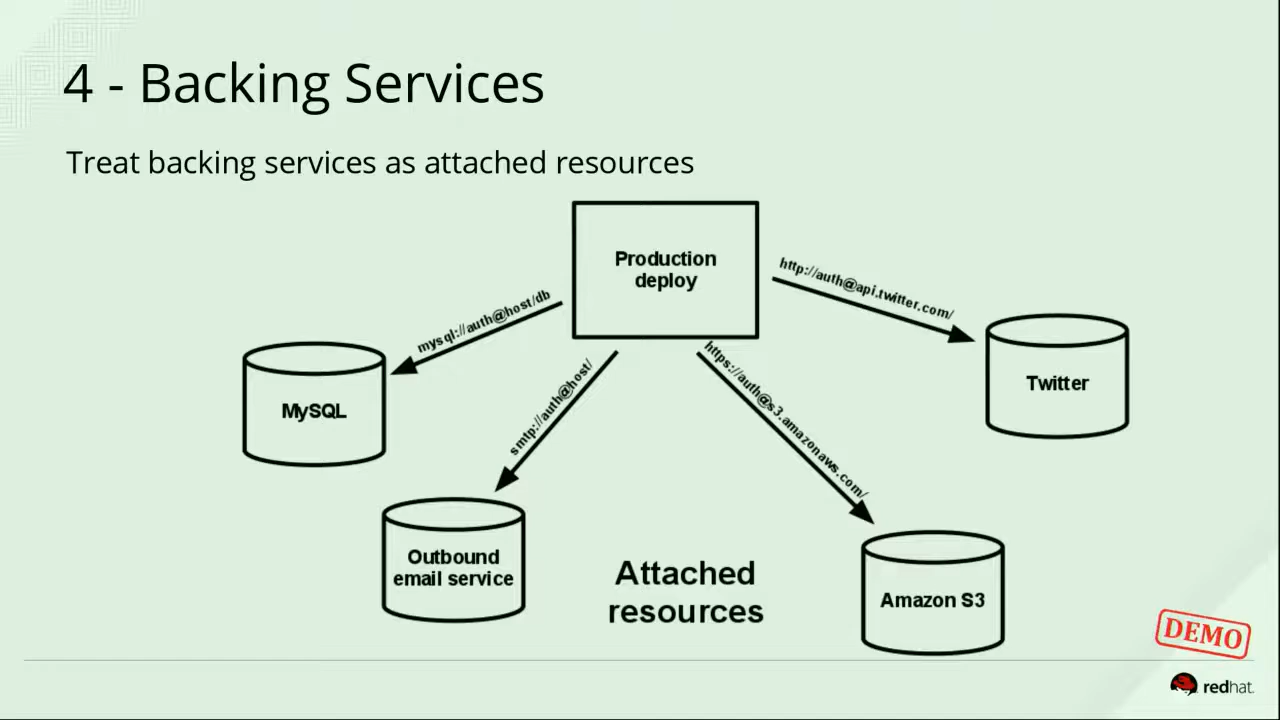 4 - Backing Services
Treat backing services as attached resources
Production
deploy
mysql://auth@host/db
http://auth@api.twitter.com/
smtp://auth@host/
https://auth@s3.amazonaws.com/
MySQL
Twitter
Outbound
email service
Attached
resources
Amazon S3
DEMO
redhat.